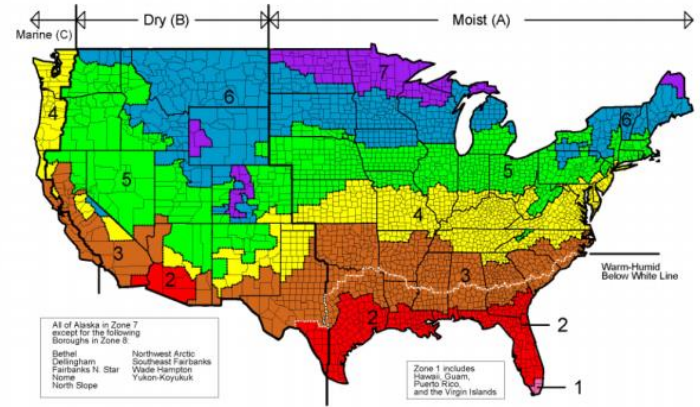 Marine (C)
Dry (B)
Moist (A)
7
6
6
4
5
5
4
3
3
2
2
Warm-Humid
Below White Line
2
1
All of Alaska in Zone 7
except for the following
Boroughs in Zone 8:
Bethel Northwest Arctic
Dellingham Southeast Fairbanks
Fairbanks N. Star Wade Hampton
Nome Yukon-Koyukuk
North Slope
Zone 1 includes
Hawaii, Guam,
Puerto Rico,
and the Virgin Islands